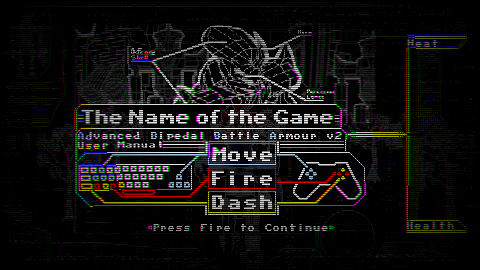 Heat
Shell
The Name of the Game
Advanced Bipedal Battle Armour v2
User Manual
Move
Fire
Dash
Health
<Press Fire to Continue>